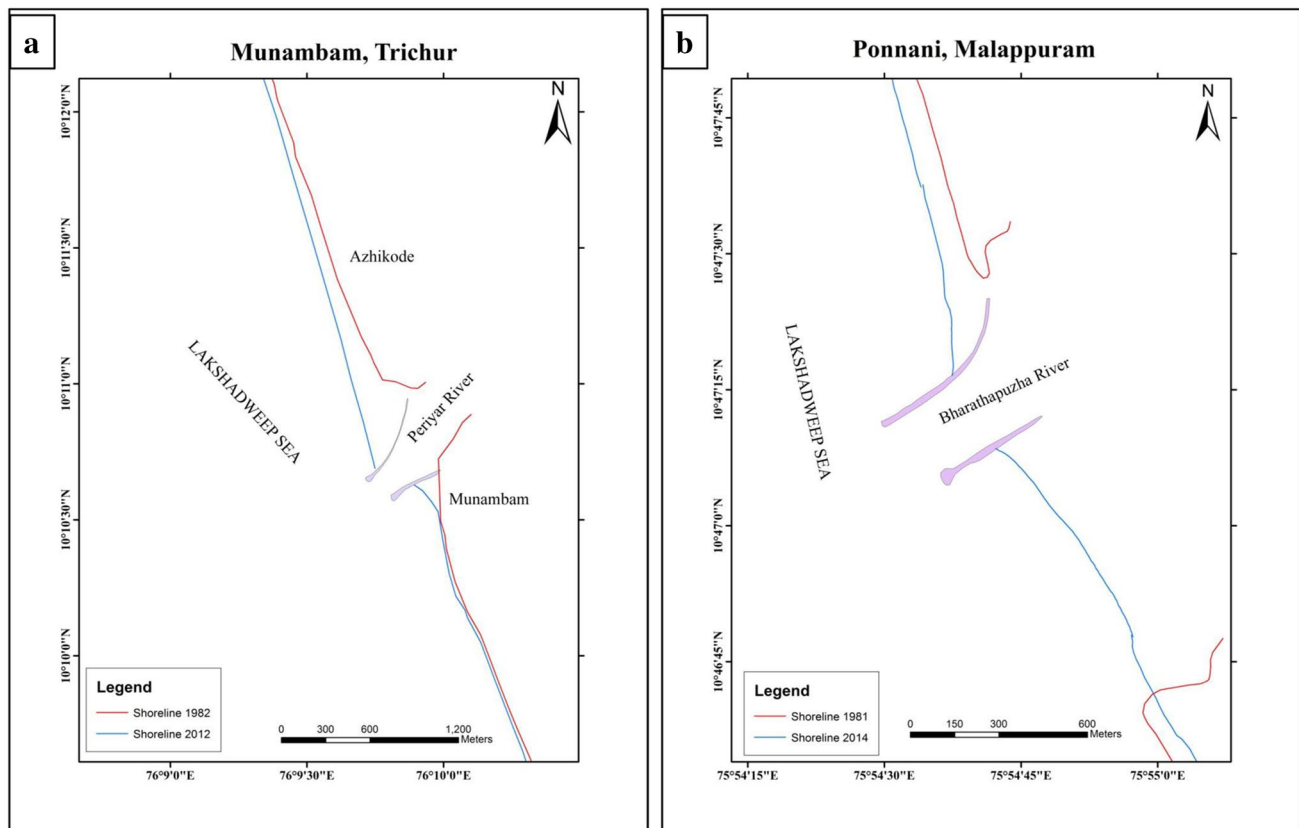 a
Munambam, Trichur
N
10°12'0"N
10°11'30"N
10°11'0"N
10°10'30"N
10°10'0"N
Azhikode
LAKSHADWEEP SEA
Periyar River
Munambam
Legend
Shoreline 1982
Shoreline 2012
0 300 600 1,200
Meters
76°9'0"E 76°9'30"E 76°10'0"E
b
Ponnani, Malappuram
N
10°47'45"N
10°47'30"N
10°47'15"N
10°47'0"N
10°46'45"N
LAKSHADWEEP SEA
Bharathapuzha River
Legend
Shoreline 1981
Shoreline 2014
0 150 300 600
Meters
75°54'15"E 75°54'30"E 75°54'45"E 75°55'0"E